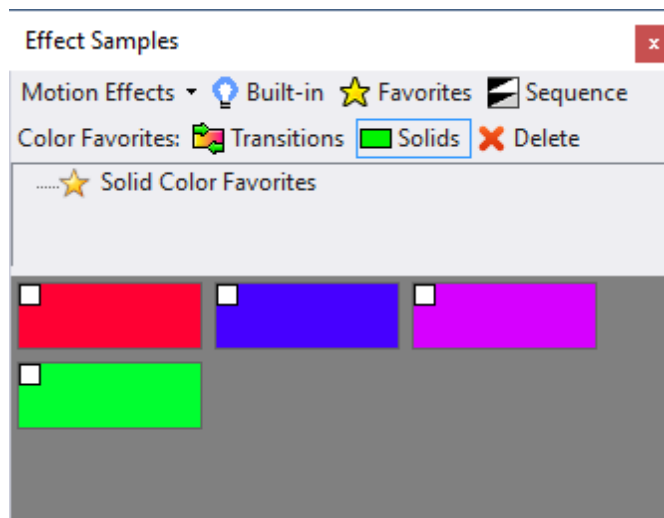 Effect Samples
x
Motion Effects Built-in Favorites Sequence
Color Favorites: Transitions Solids Delete
Solid Color Favorites